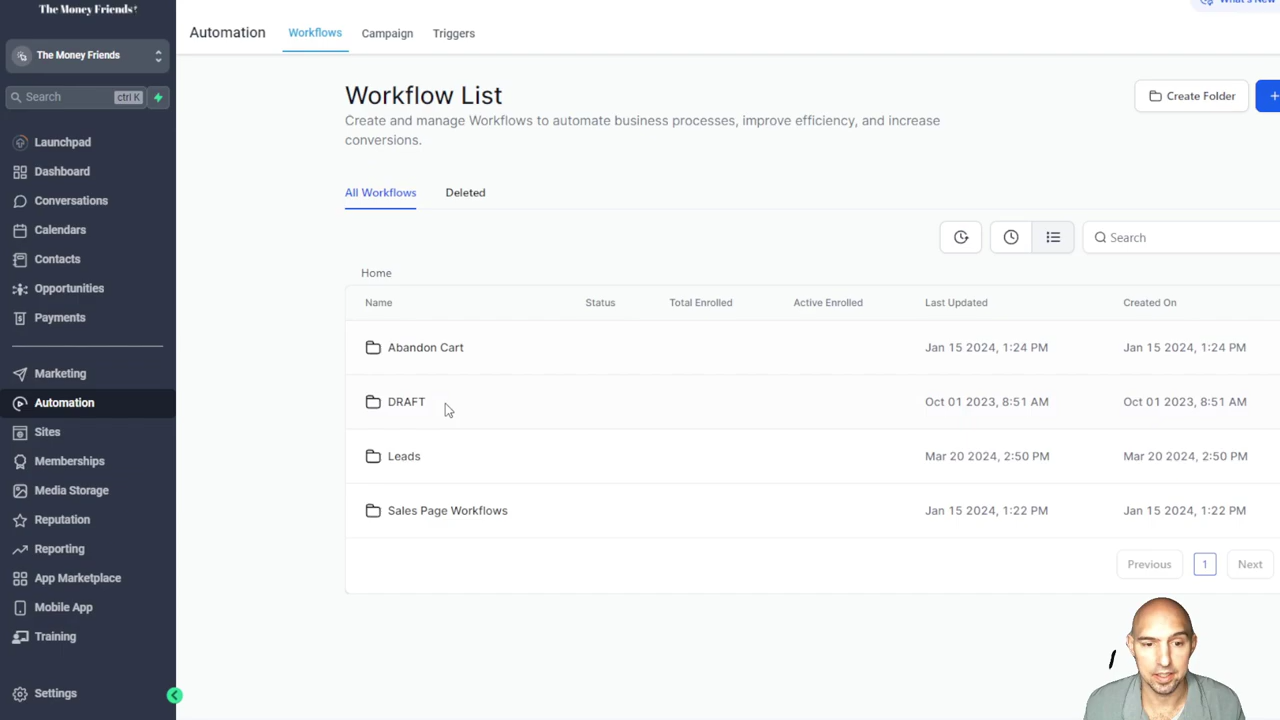 The Money Friends
What's New
Automation
Workflows
Campaign
Triggers
The Money Friends
Search
ctrl K
Launchpad
Dashboard
Conversations
Calendars
Contacts
Opportunities
Payments
Marketing
Automation
Sites
Memberships
Media Storage
Reputation
Reporting
App Marketplace
Mobile App
Training
Settings
Workflow List
Create and manage Workflows to automate business processes, improve efficiency, and increase
conversions.
Create Folder
All Workflows
Deleted
Search
Home
Name Status Total Enrolled Active Enrolled Last Updated Created On
Abandon Cart Jan 15 2024, 1:24 PM Jan 15 2024, 1:24 PM
DRAFT Oct 01 2023, 8:51 AM Oct 01 2023, 8:51 AM
Leads Mar 20 2024, 2:50 PM Mar 20 2024, 2:50 PM
Sales Page Workflows Jan 15 2024, 1:22 PM Jan 15 2024, 1:22 PM
Previous 1 Next